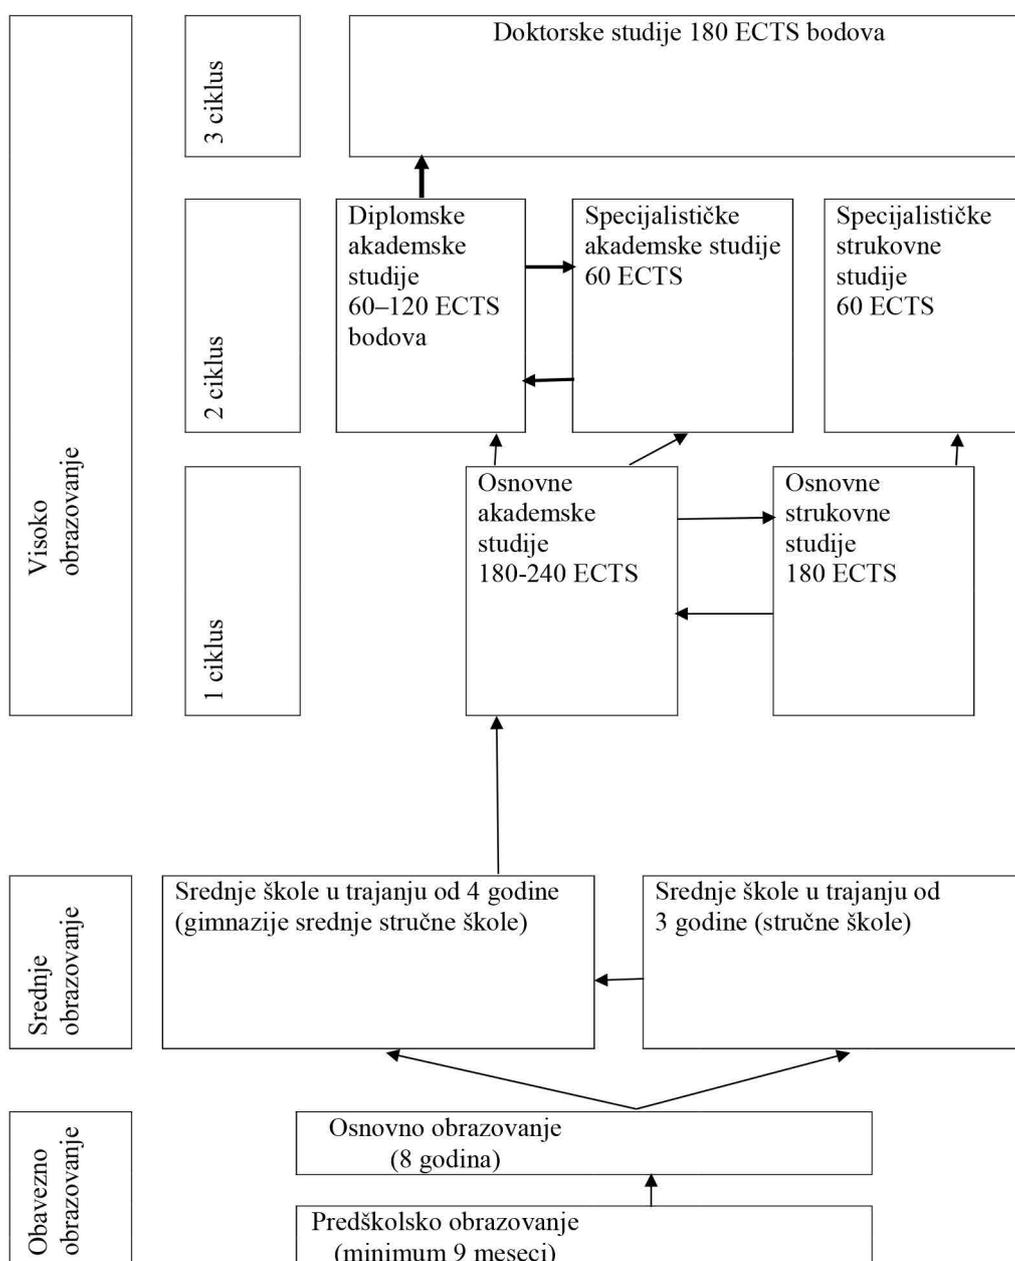 Doktorske studije 180 ECTS bodova
3 ciklus
Diplomske
akademske
studije
60–120 ECTS
bodova
Specijalističke
akademske studije
60 ECTS
Specijalističke
strukovne
studije
60 ECTS
2 ciklus
Visoko
obrazovanje
Osnovne
akademske
studije
180-240 ECTS
Osnovne
strukovne
studije
180 ECTS
1 ciklus
Srednje škole u trajanju od 4 godine
(gimnazije srednje stručne škole)
Srednje škole u trajanju od
3 godine (stručne škole)
Srednje
obrazovanje
Osnovno obrazovanje
(8 godina)
Obavezno
obrazovanje
Predškolsko obrazovanje
(minimum 9 meseci)